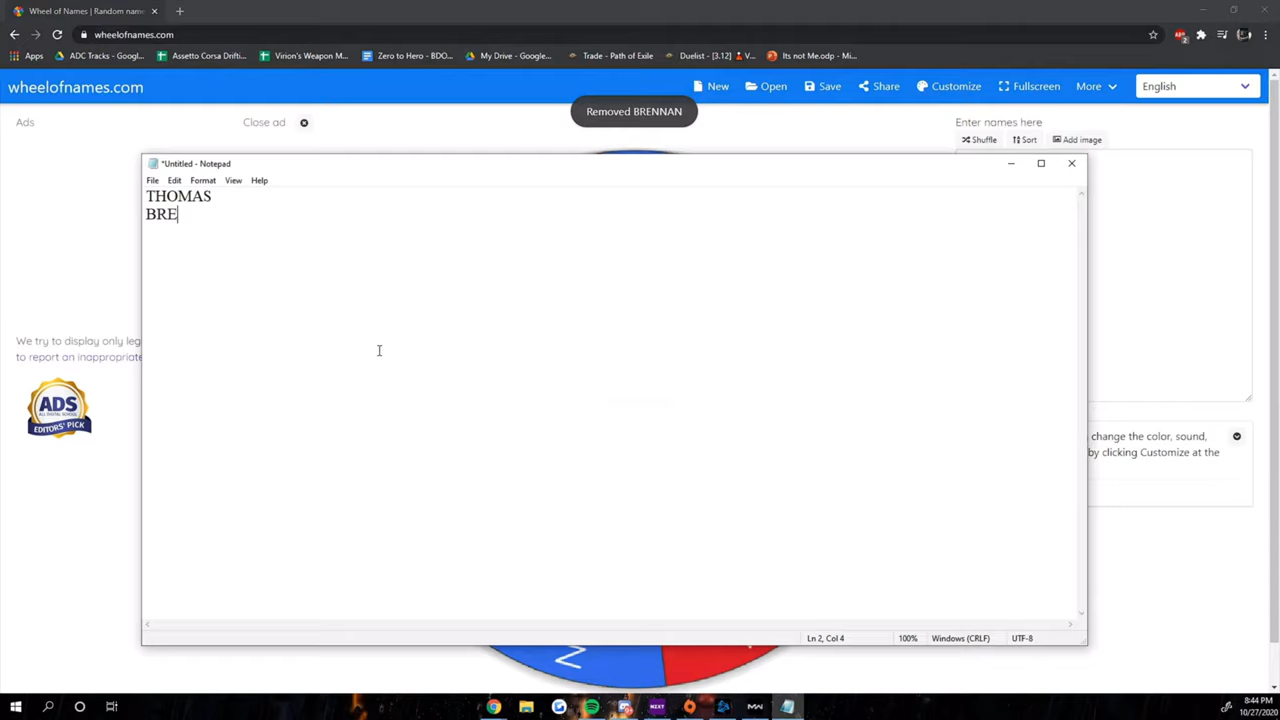 Wheel of Names | Random name
wheelofnames.com
Apps
ADC Tracks - Googl...
Assetto Corsa Drifti...
Virion's Weapon M...
Zero to Hero - BDO...
My Drive - Google...
Trade - Path of Exile
Duelist - [3.12] V...
Its not Me.odp - Mi...
wheelofnames.com
New
Open
Save
Share
Customize
Fullscreen
More
English
Removed BRENNAN
Ads
Close ad
Enter names here
Shuffle
Sort
Add image
*Untitled - Notepad
File Edit Format View Help
THOMAS
BRE
We try to display only leg
to report an inappropriate
ADS
ALL DIGITAL SCHOOL
EDITORS' PICK
change the color, sound,
by clicking Customize at the
Ln 2, Col 4
100%
Windows (CRLF)
UTF-8
NEXT
8:44 PM
10/27/2020